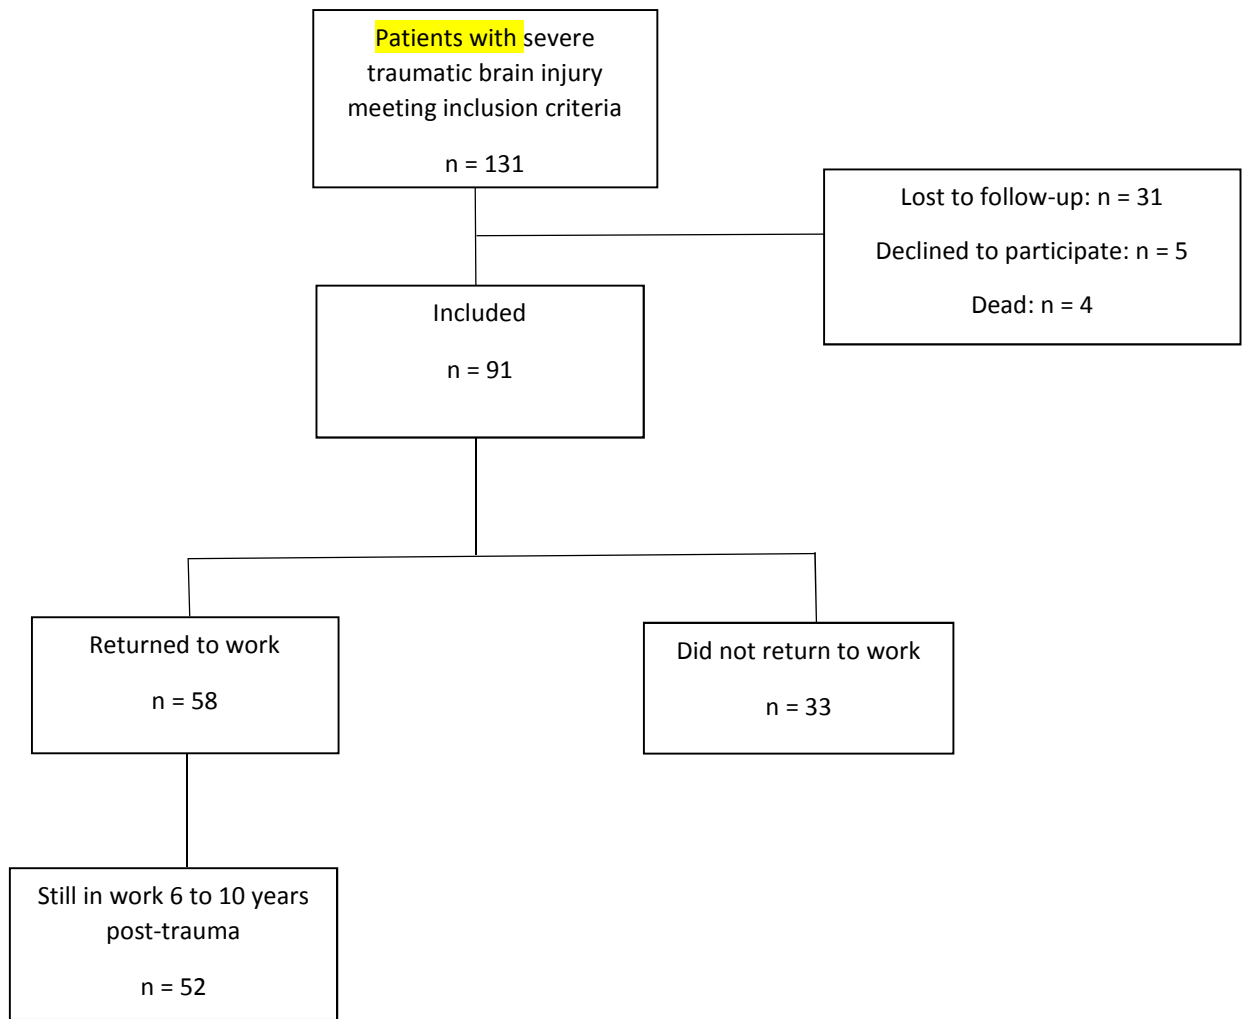 Patients with severe
traumatic brain injury
meeting inclusion criteria
n = 131
Lost to follow-up: n = 31
Declined to participate: n = 5
Dead: n = 4
Included
n = 91
Returned to work
n = 58
Did not return to work
n = 33
Still in work 6 to 10 years
post-trauma
n = 52